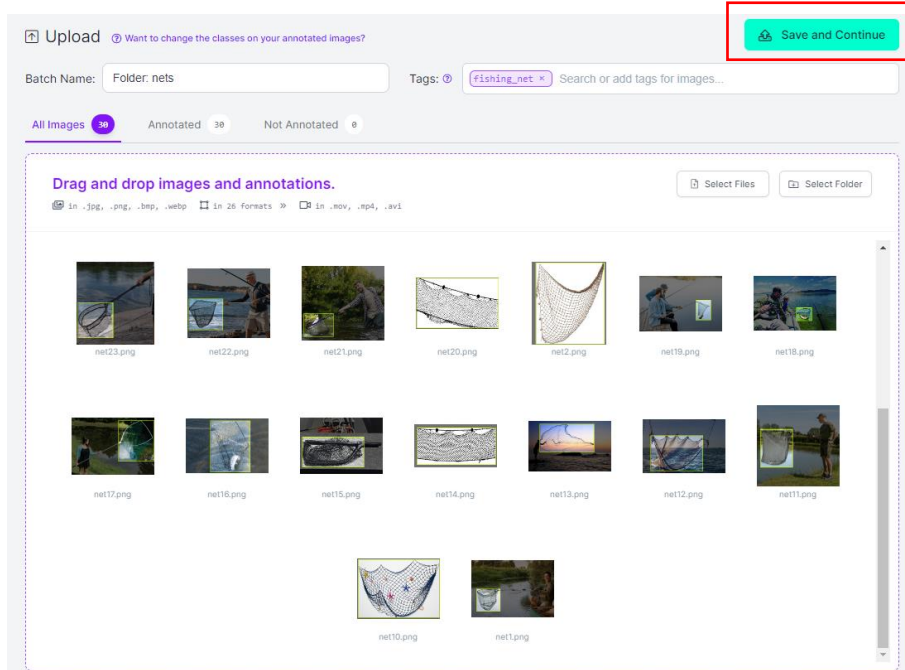 Upload Want to change the classes on your annotated images? Save and Continue
Batch Name: Folder: nets Tags: fishing_net × Search or add tags for images...
All Images 30 Annotated 30 Not Annotated 0
Drag and drop images and annotations. Select Files Select Folder
in .jpg, .png, .bmp, .webp in 26 formats » in .mov, .mp4, .avi
net23.png net22.png net21.png net20.png net2.png net19.png net18.png
net17.png net16.png net15.png net14.png net13.png net12.png net11.png
net10.png net1.png